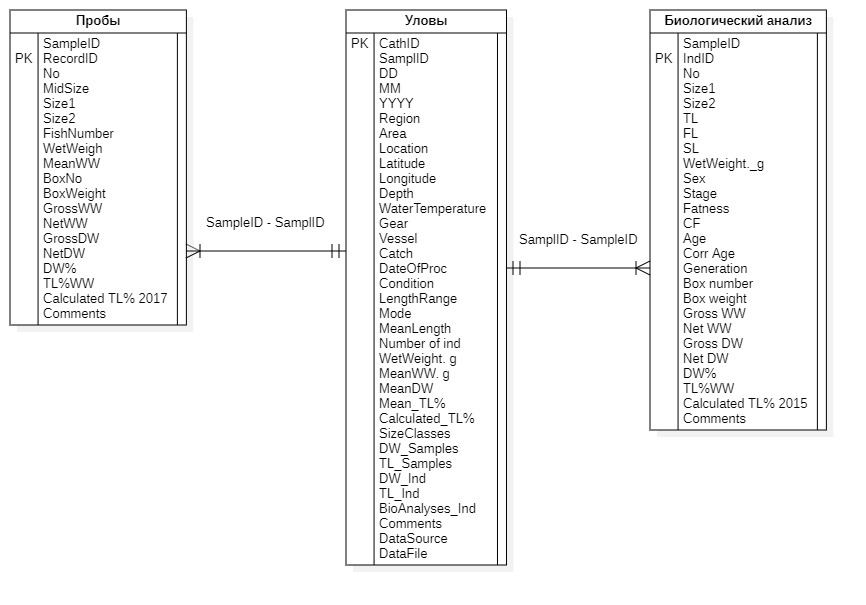 Пробы
SampleID
PK RecordID
No
MidSize
Size1
Size2
FishNumber
WetWeigh
MeanWW
BoxNo
BoxWeight
GrossWW
NetWW
GrossDW
NetDW
DW%
TL%WW
Calculated TL% 2017
Comments
SampleID - SamplID
Уловы
PK CathID
SamplID
DD
MM
YYYY
Region
Area
Location
Latitude
Longitude
Depth
WaterTemperature
Gear
Vessel
Catch
DateOfProc
Condition
LengthRange
Mode
MeanLength
Number of ind
WetWeight. g
MeanWW. g
MeanDW
Mean_TL%
Calculated_TL%
SizeClasses
DW_Samples
TL_Samples
DW_Ind
TL_Ind
BioAnalyses_Ind
Comments
DataSource
DataFile
SamplID - SampleID
Биологический анализ
SampleID
PK IndID
No
Size1
Size2
TL
FL
SL
WetWeight._g
Sex
Stage
Fatness
CF
Age
Corr Age
Generation
Box number
Box weight
Gross WW
Net WW
Gross DW
Net DW
DW%
TL%WW
Calculated TL% 2015
Comments